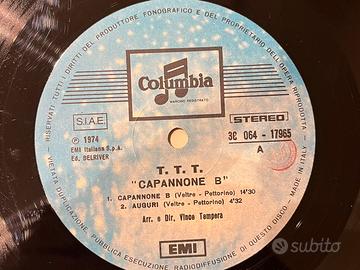 RISERVATI TUTTI I DIRITTI DEL PRODUTTORE FONOGRAFICO E DEL PROPRIETARIO DELL'OPERA RIPRODOTTA
Columbia
MARCHIO REGISTRATO
S.I.A.E.
STEREO
℗ 1974
EMI Italiana S.p.A.
Ed. DELRIVER
3C 064 - 17965
A
T. T. T.
"CAPANNONE B"
1. CAPANNONE B (Veltre - Pettorino) 14'30
2. AUGURI (Veltre - Pettorino) 4'32
Arr. e Dir. Vince Tempera
EMI
VIETATA DUPLICAZIONE, PUBBLICA ESECUZIONE, RADIODIFFUSIONE DI QUESTO DISCO - MADE IN ITALY
subito